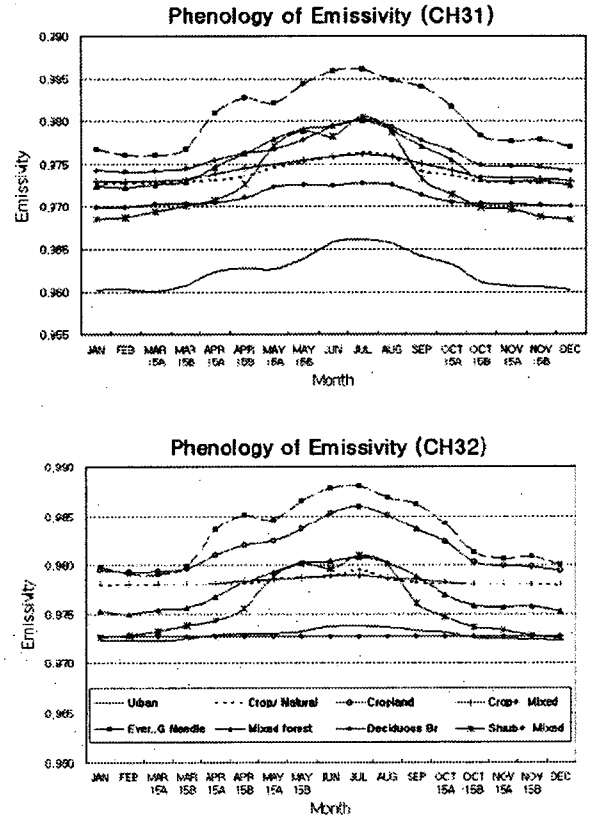 Phenology of Emissivity (CH31)
0.990
0.995
0.980
0.975
0.970
0.965
0.960
0.955
Emissivity
JAN FEB MAR 15A MAR 15B APR 15A APR 15B MAY 15A MAY 15B JUN JUL AUG SEP OCT 15A OCT 15B NOV 15A NOV 15B DEC
Month
Phenology of Emissivity (CH32)
0.990
0.985
0.980
0.975
0.970
0.965
0.960
Emissivity
Urban Crop/ Natural Cropland Crop+ Mixed
Ever..G Needle Mixed forest Deciduous Br Shrub+ Mixed
JAN FEB MAR 15A MAR 15B APR 15A APR 15B MAY 15A MAY 15B JUN JUL AUG SEP OCT 15A OCT 15B NOV 15A NOV 15B DEC
Month